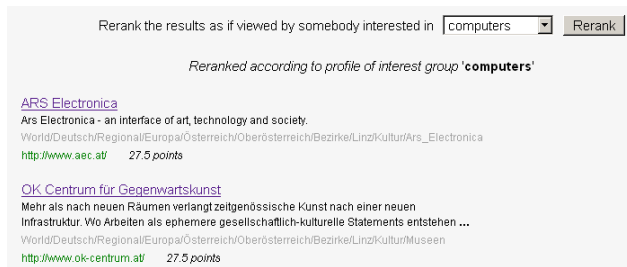 Rerank the results as if viewed by somebody interested in computers Rerank
Reranked according to profile of interest group 'computers'
ARS Electronica
Ars Electronica - an interface of art, technology and society.
World/Deutsch/Regional/Europa/Österreich/Oberösterreich/Bezirke/Linz/Kultur/Ars_Electronica
http://www.aec.at/ 27.5 points
OK Centrum für Gegenwartskunst
Mehr als nach neuen Räumen verlangt zeitgenössische Kunst nach einer neuen
Infrastruktur. Wo Arbeiten als ephemere gesellschaftlich-kulturelle Statements entstehen ...
World/Deutsch/Regional/Europa/Österreich/Oberösterreich/Bezirke/Linz/Kultur/Museen
http://www.ok-centrum.at/ 27.5 points